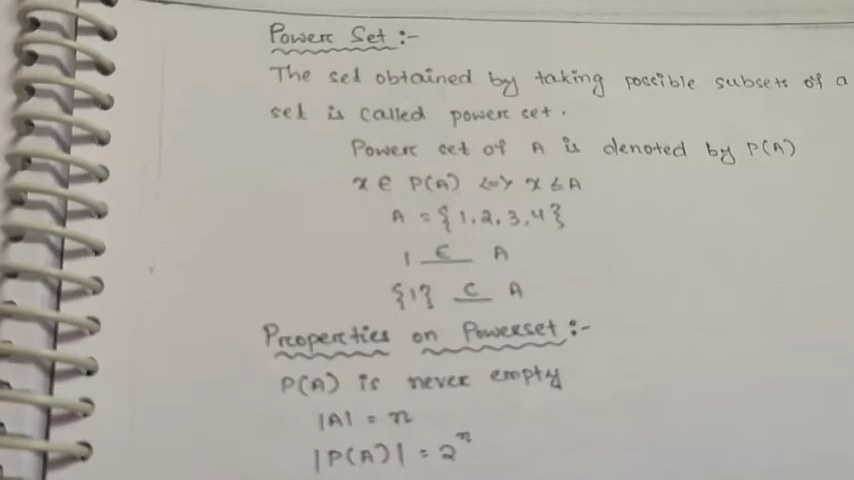 Power Set :-
The set obtained by taking possible subsets of a
set is called power set.
Power set of A is denoted by P(A)
x ∈ P(A) <=> x ⊆ A
A = {1, 2, 3, 4}
1 ∈ A
{1} ⊂ A
Properties on Powerset :-
P(A) is never empty
|A| = n
|P(A)| = 2ⁿ